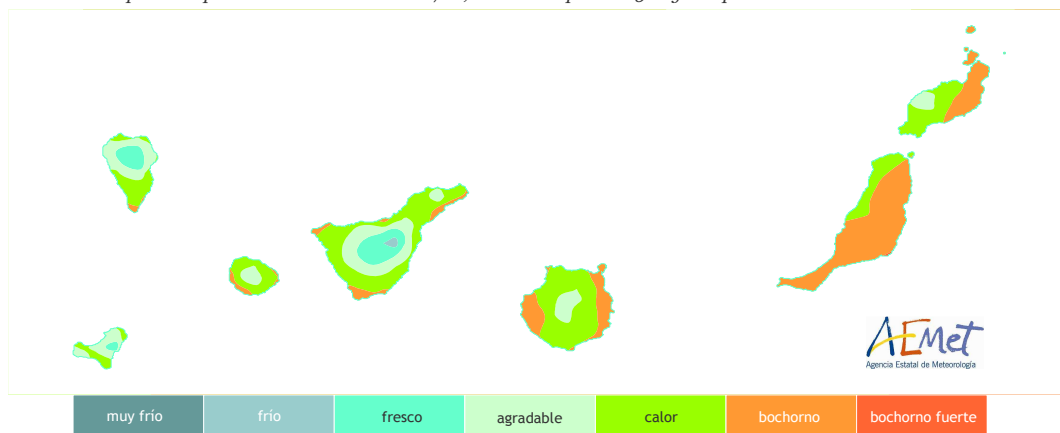 AEMet
Agencia Estatal de Meteorología
muy frío frío fresco agradable calor bochorno bochorno fuerte